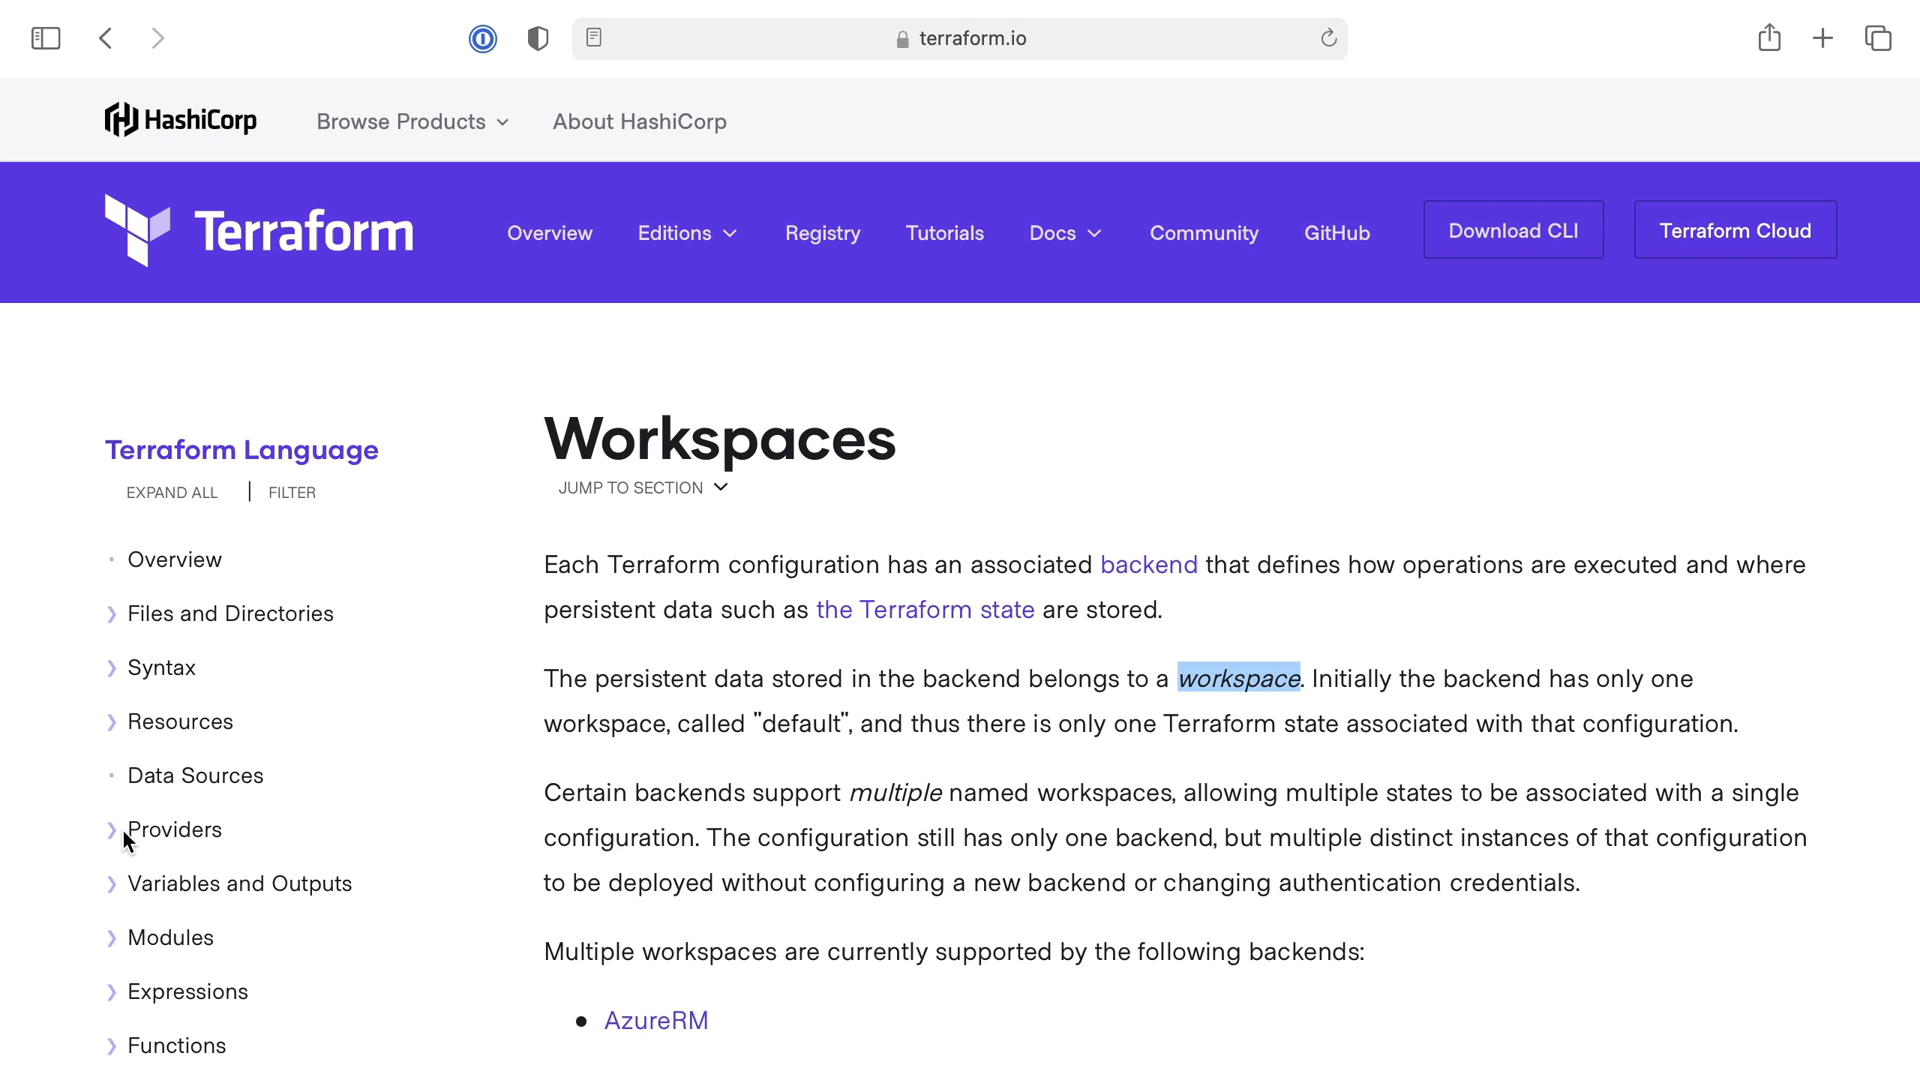 terraform.io
HashiCorp
Browse Products
About HashiCorp
Terraform
Overview
Editions
Registry
Tutorials
Docs
Community
GitHub
Download CLI
Terraform Cloud
Terraform Language
EXPAND ALL
FILTER
Overview
Files and Directories
Syntax
Resources
Data Sources
Providers
Variables and Outputs
Modules
Expressions
Functions
Workspaces
JUMP TO SECTION
Each Terraform configuration has an associated backend that defines how operations are executed and where
persistent data such as the Terraform state are stored.
The persistent data stored in the backend belongs to a workspace. Initially the backend has only one
workspace, called "default", and thus there is only one Terraform state associated with that configuration.
Certain backends support multiple named workspaces, allowing multiple states to be associated with a single
configuration. The configuration still has only one backend, but multiple distinct instances of that configuration
to be deployed without configuring a new backend or changing authentication credentials.
Multiple workspaces are currently supported by the following backends:
• AzureRM